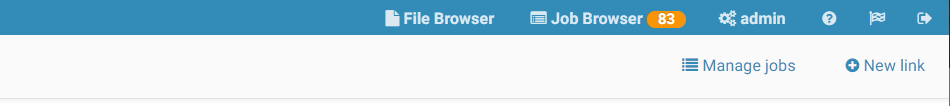 File Browser Job Browser 83 admin
Manage jobs New link